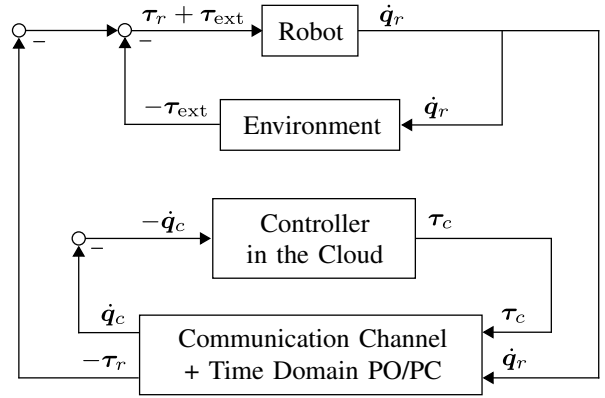 τ_r + τ_ext
Robot
q̇_r
–
–
−τ_ext
Environment
q̇_r
−q̇_c
Controller
in the Cloud
τ_c
–
q̇_c
Communication Channel
+ Time Domain PO/PC
τ_c
−τ_r
q̇_r